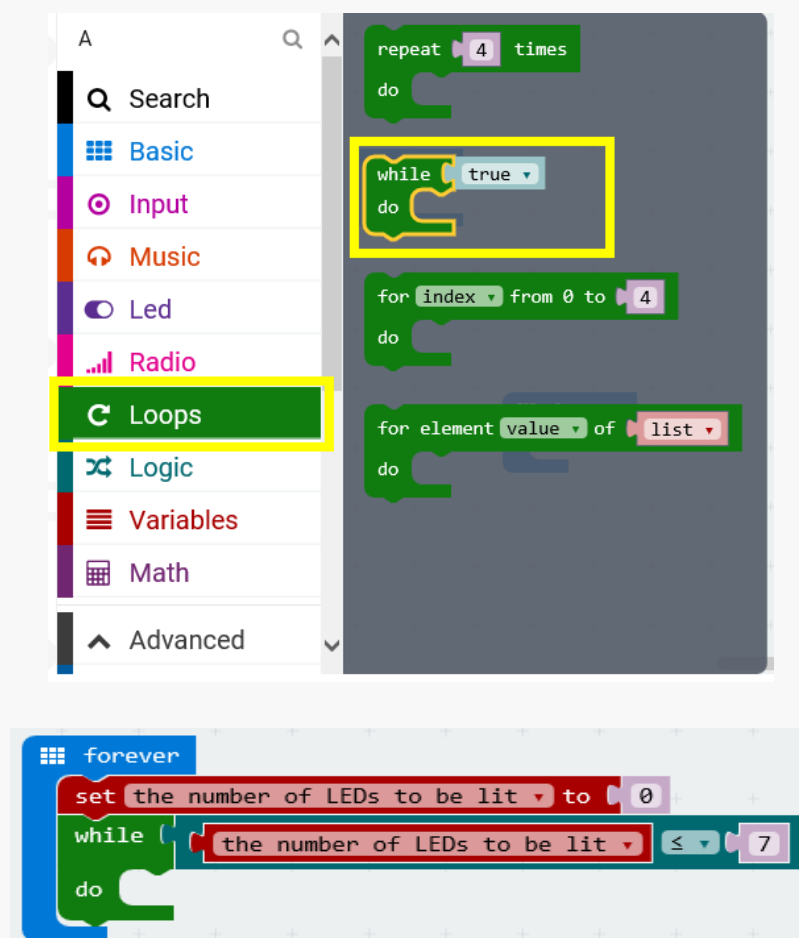 A
Search
Basic
Input
Music
Led
Radio
Loops
Logic
Variables
Math
Advanced
repeat 4 times
do
while true
do
for index from 0 to 4
do
for element value of list
do
forever
set the number of LEDs to be lit to 0
while the number of LEDs to be lit ≤ 7
do